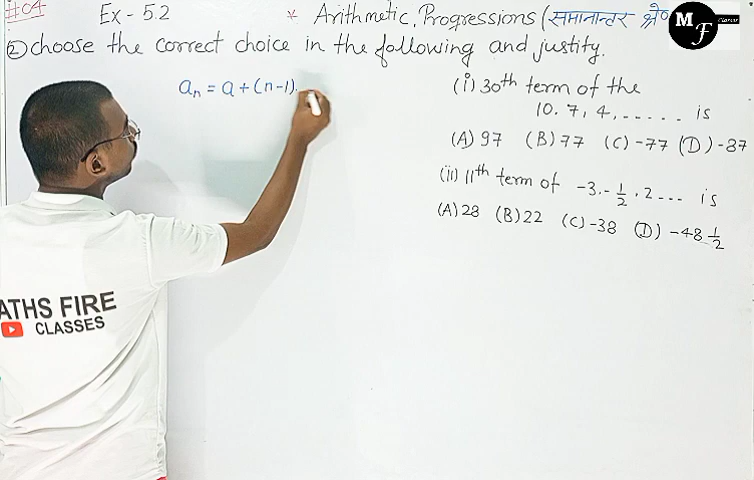 #04 Ex - 5.2 * Arithmetic Progressions (समानान्तर
② choose the correct choice in the following and justify.
aₙ = a + (n-1).
(i) 30th term of the
10. 7, 4, ...... is
(A) 97 (B) 77 (C) -77 (D) -87
(ii) 11th term of -3. - 1/2, 2 ... is
(A) 28 (B) 22 (C) -38 (D) -48 1/2
M F Classes
MATHS FIRE
CLASSES